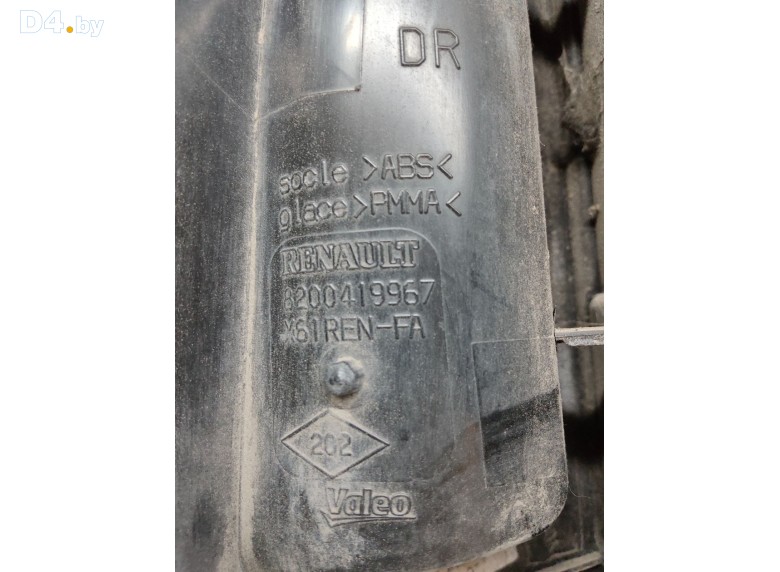 D4.by
DR
socle >ABS<
glace >PMMA<
RENAULT
8200419967
X61REN-FA
202
Valeo